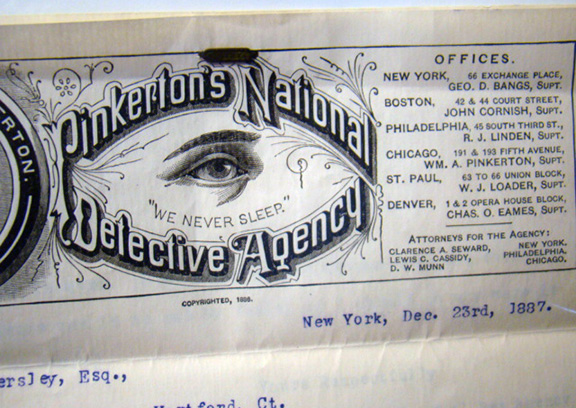 ERTON.
Pinkerton's National
"WE NEVER SLEEP."
Detective Agency
COPYRIGHTED, 1886.
OFFICES.
NEW YORK, 66 EXCHANGE PLACE,
GEO. D. BANGS, SUPT.
BOSTON, 42 & 44 COURT STREET,
JOHN CORNISH, SUPT.
PHILADELPHIA, 45 SOUTH THIRD ST.,
R. J. LINDEN, SUPT.
CHICAGO, 191 & 193 FIFTH AVENUE,
WM. A. PINKERTON, SUPT.
ST. PAUL, 63 TO 66 UNION BLOCK,
W. J. LOADER, SUPT.
DENVER, 1 & 2 OPERA HOUSE BLOCK,
CHAS. O. EAMES, SUPT.
ATTORNEYS FOR THE AGENCY:
CLARENCE A. SEWARD, NEW YORK.
LEWIS C. CASSIDY, PHILADELPHIA.
D. W. MUNN CHICAGO.
New York, Dec. 23rd, 1887.
ersley, Esq.,
Hartford, Ct.